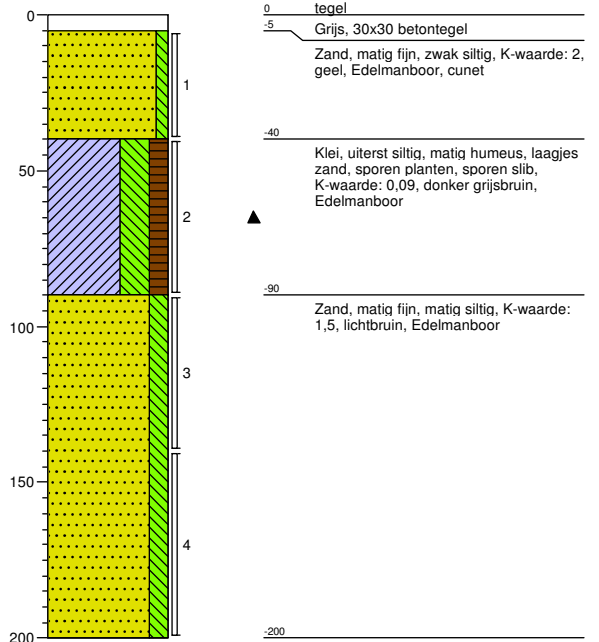 0
50
100
150
200
1
2
3
4
0
tegel
-5
Grijs, 30x30 betontegel
Zand, matig fijn, zwak siltig, K-waarde: 2,
geel, Edelmanboor, cunet
-40
Klei, uiterst siltig, matig humeus, laagjes
zand, sporen planten, sporen slib,
K-waarde: 0,09, donker grijsbruin,
Edelmanboor
-90
Zand, matig fijn, matig siltig, K-waarde:
1,5, lichtbruin, Edelmanboor
-200